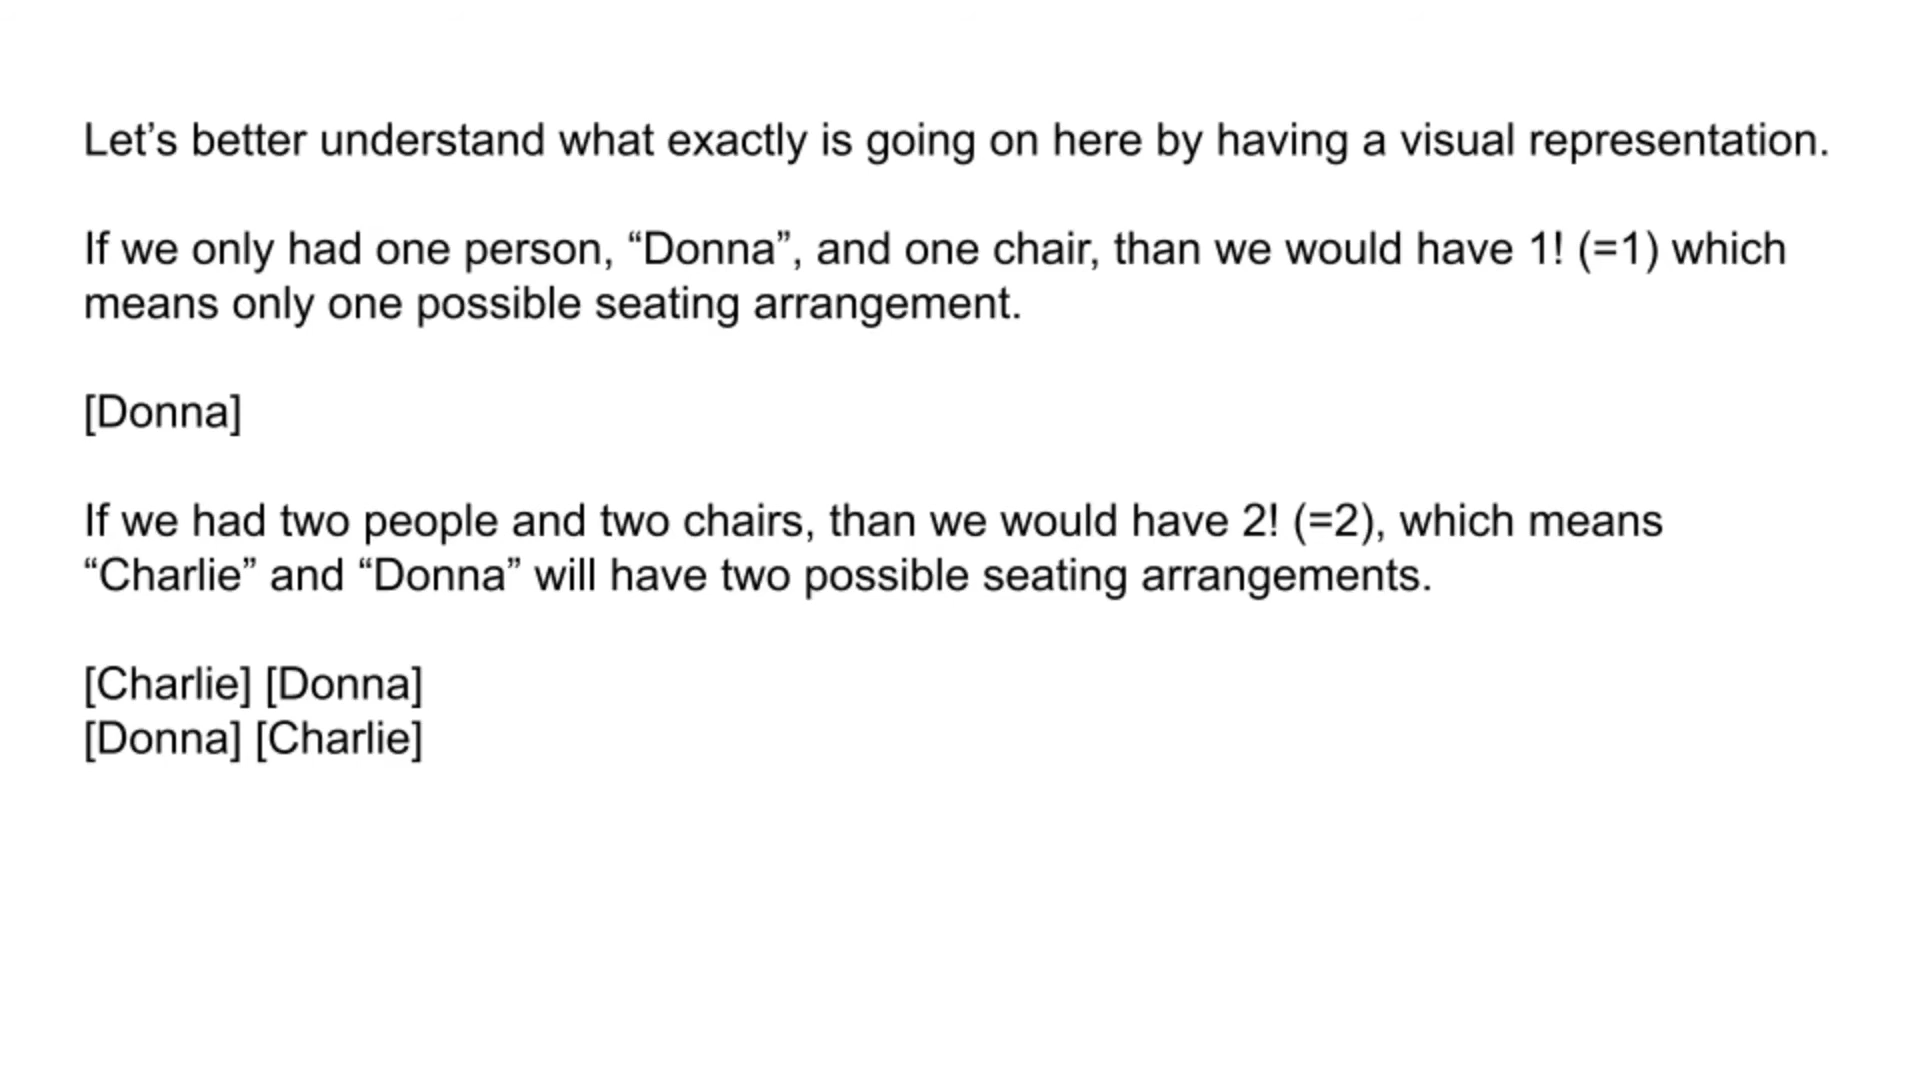 Let’s better understand what exactly is going on here by having a visual representation.
If we only had one person, “Donna”, and one chair, than we would have 1! (=1) which
means only one possible seating arrangement.
[Donna]
If we had two people and two chairs, than we would have 2! (=2), which means
“Charlie” and “Donna” will have two possible seating arrangements.
[Charlie] [Donna]
[Donna] [Charlie]